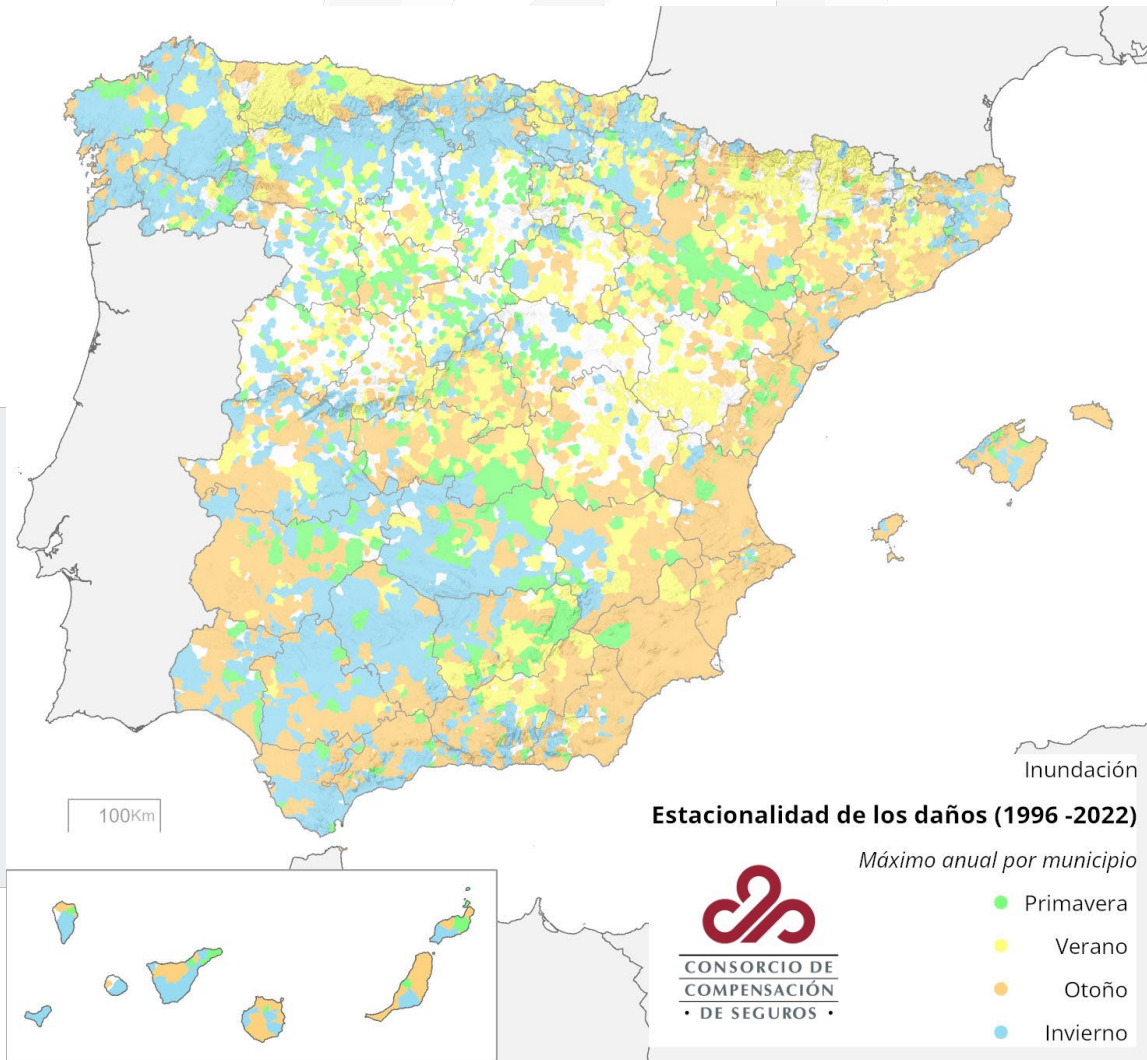 Inundación
Estacionalidad de los daños (1996 -2022)
Máximo anual por municipio
Primavera
Verano
Otoño
Invierno
CONSORCIO DE
COMPENSACIÓN
• DE SEGUROS •
100Km